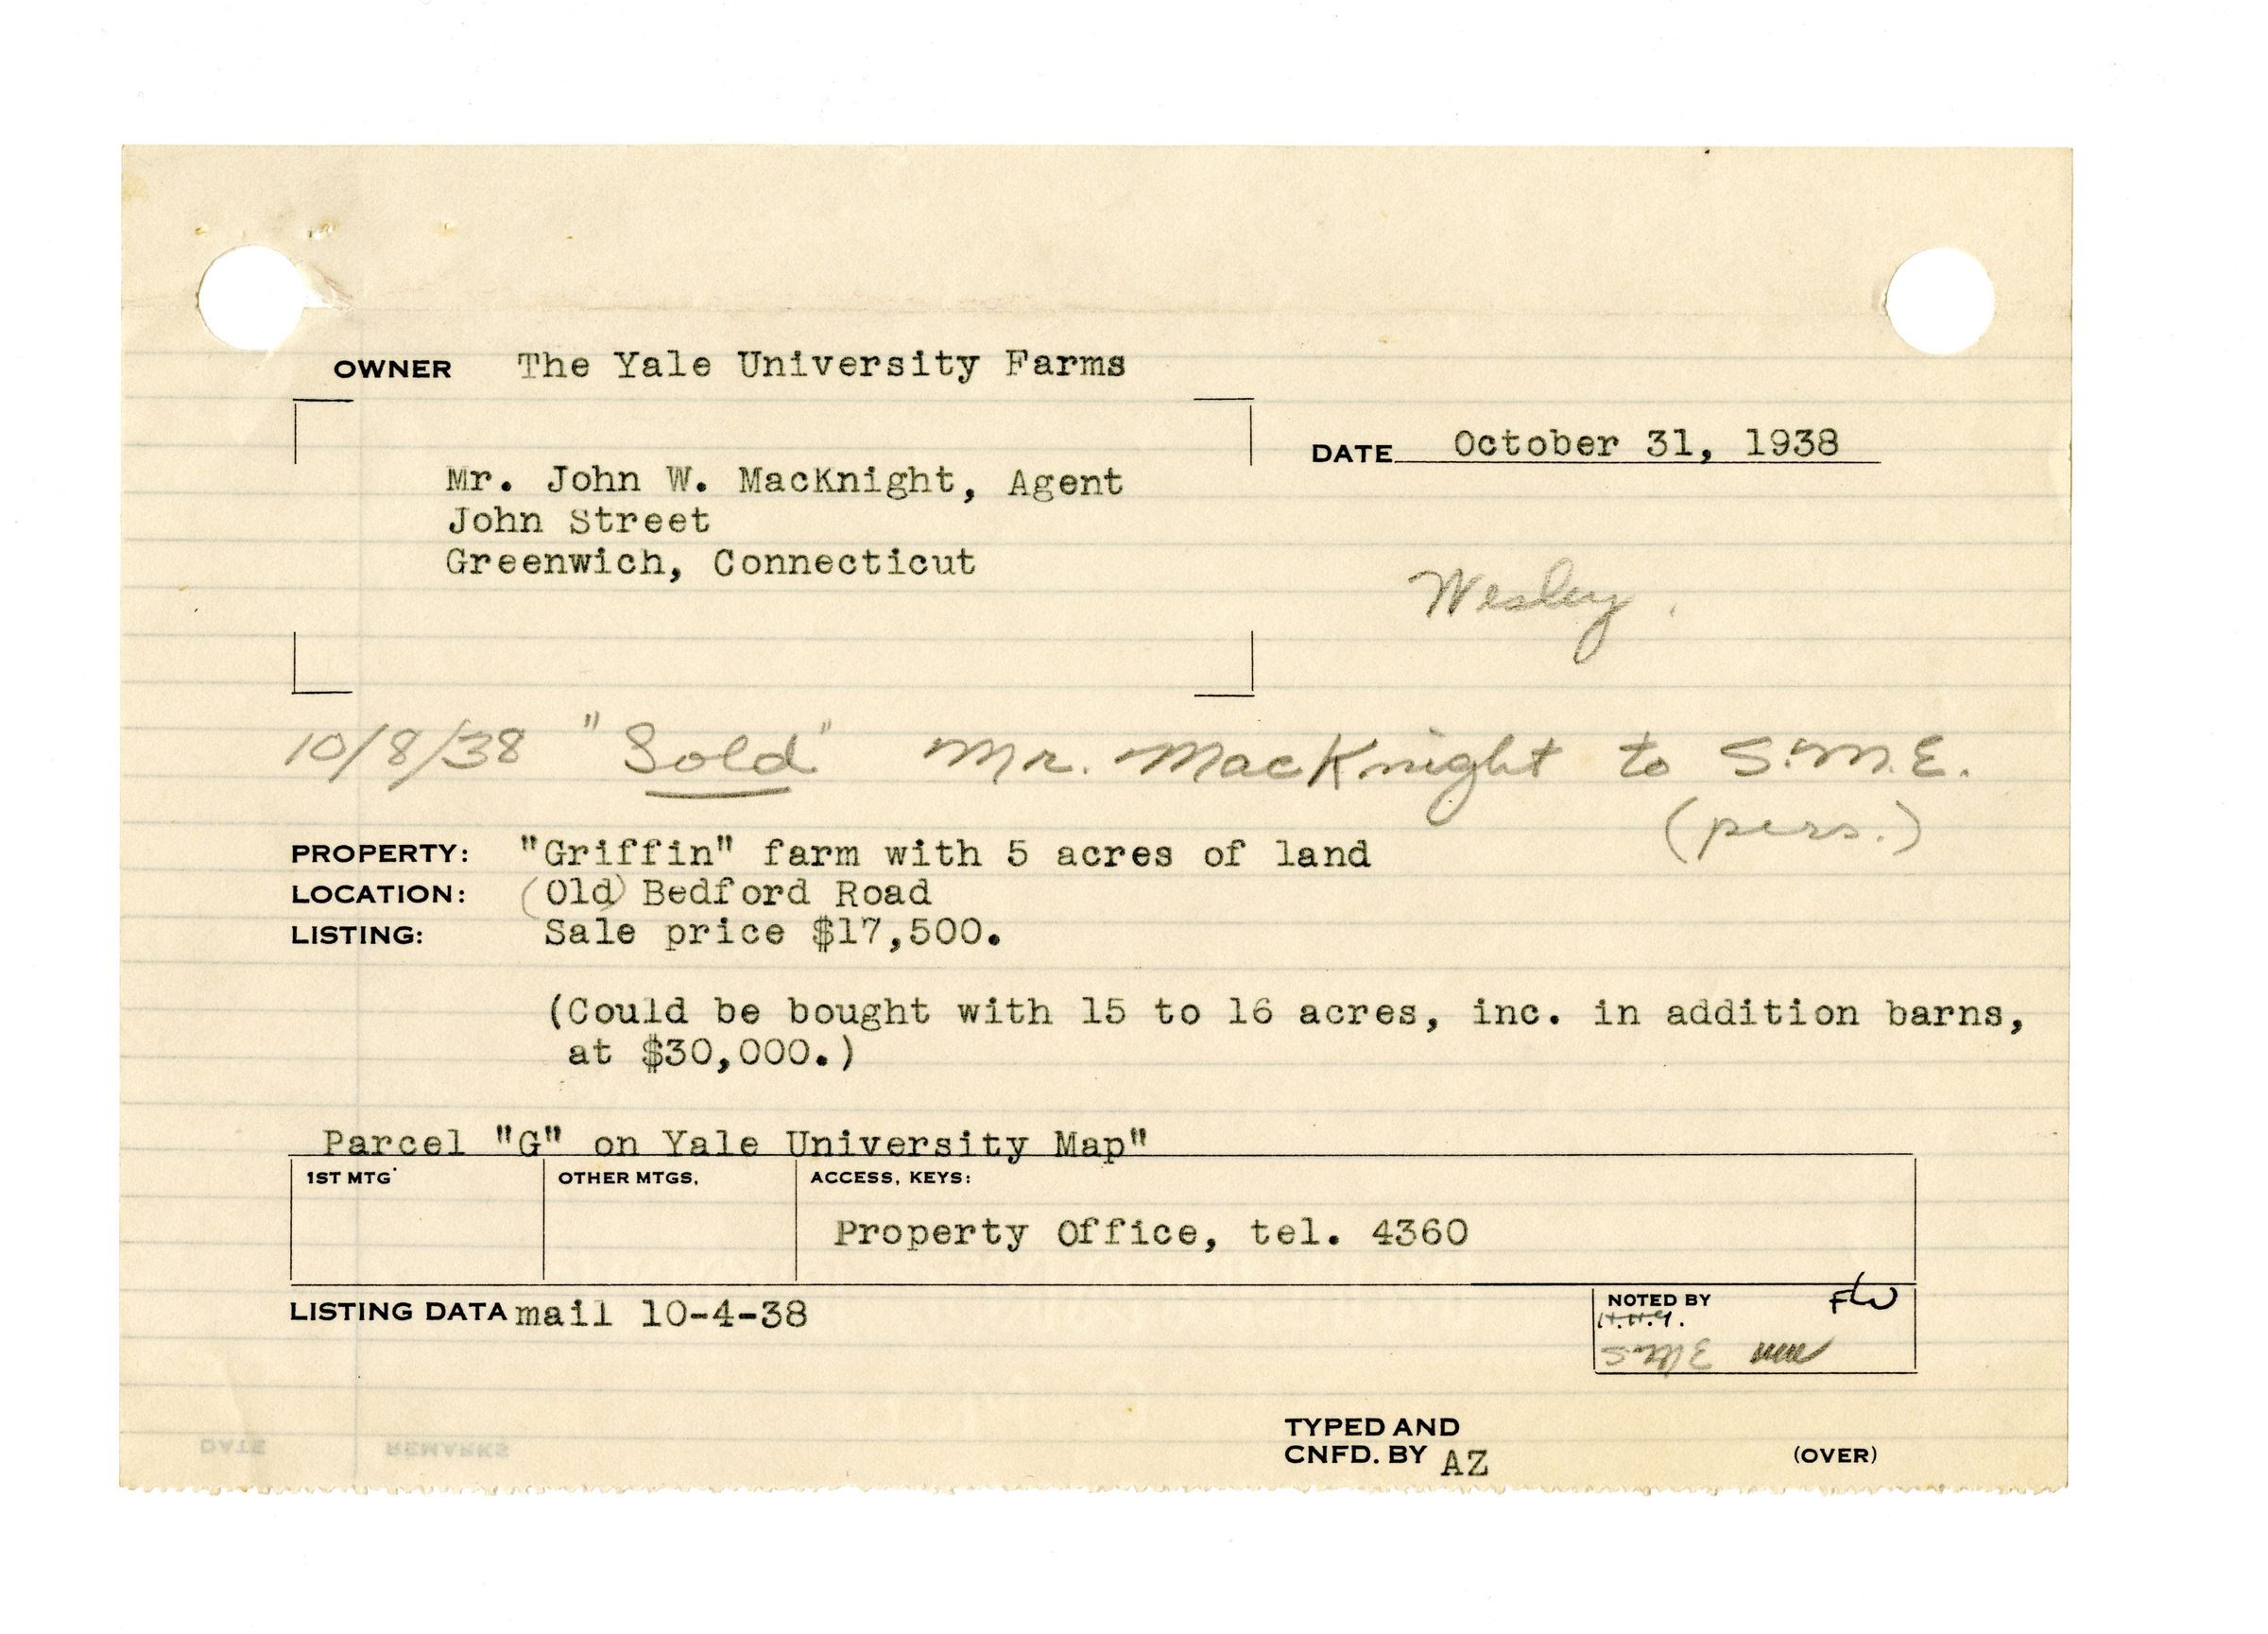 OWNER The Yale University Farms
DATE October 31, 1938
Mr. John W. MacKnight, Agent
John Street
Greenwich, Connecticut
Wesley.
10/8/38 "Sold" Mr. MacKnight to S.M.E.
(pers.)
PROPERTY: "Griffin" farm with 5 acres of land
LOCATION: (Old) Bedford Road
LISTING: Sale price $17,500.
(Could be bought with 15 to 16 acres, inc. in addition barns,
at $30,000.)
Parcel "G" on Yale University Map"
1ST MTG. OTHER MTGS. ACCESS, KEYS:
Property Office, tel. 4360
LISTING DATA mail 10-4-38
NOTED BY FLW
TYPED AND
CNFD. BY AZ (OVER)
DATE REMARKS